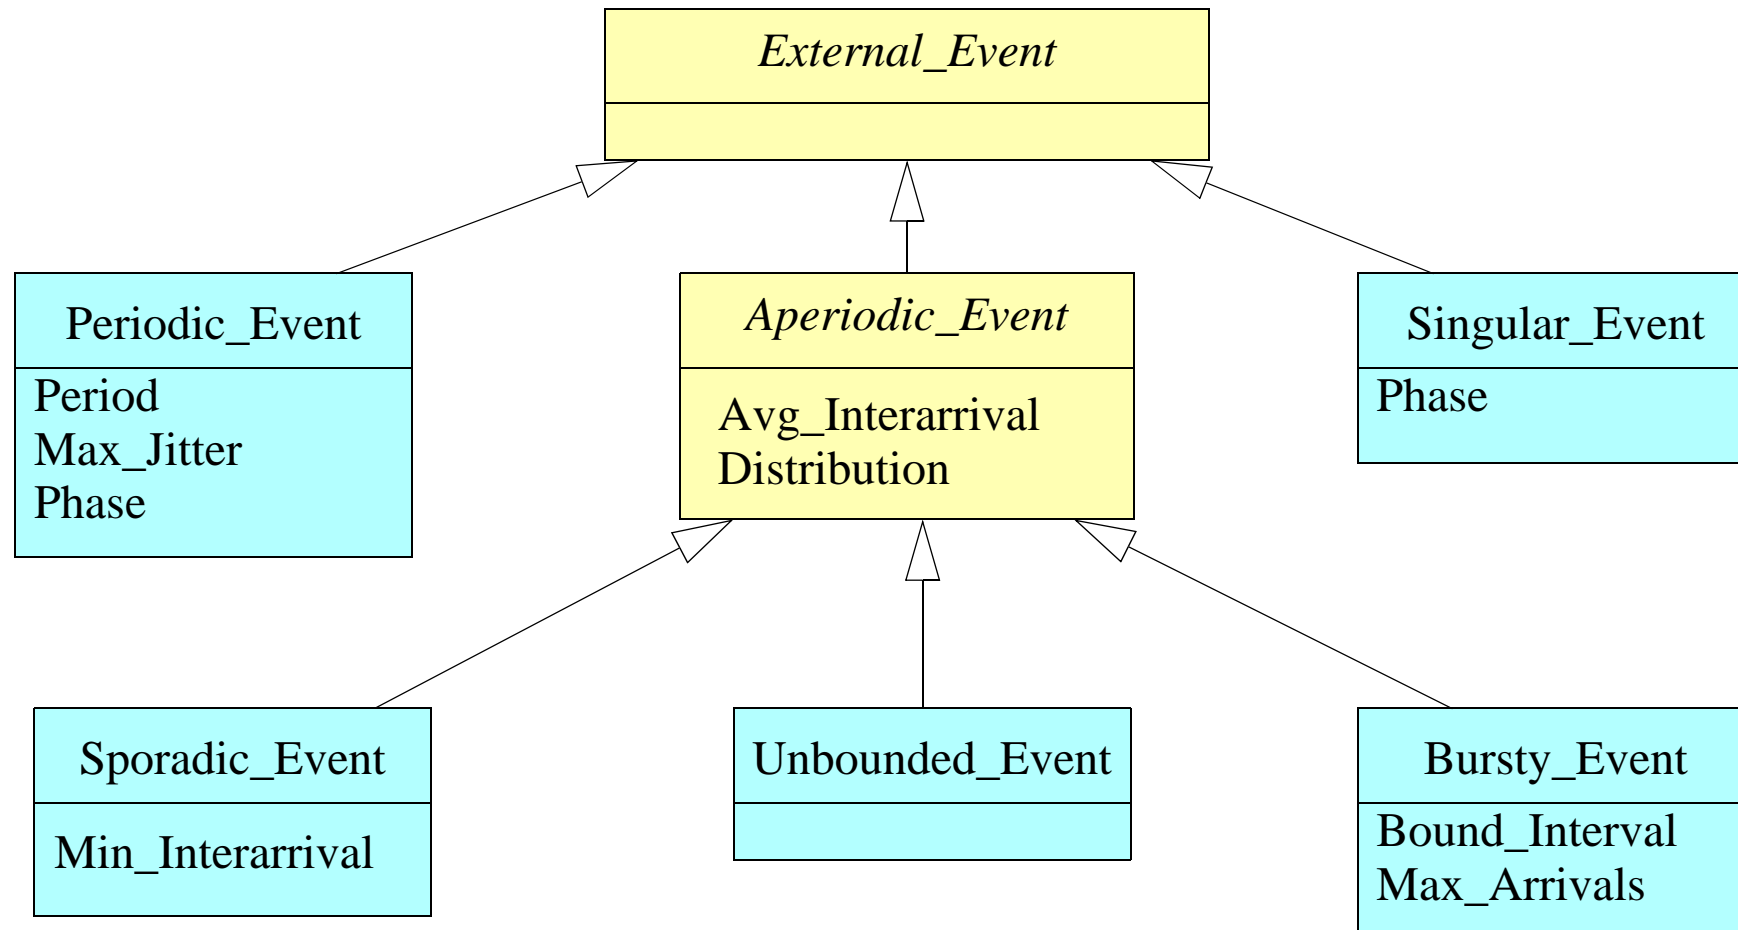 External_Event
Periodic_Event
Period
Max_Jitter
Phase
Aperiodic_Event
Avg_Interarrival
Distribution
Singular_Event
Phase
Sporadic_Event
Min_Interarrival
Unbounded_Event
Bursty_Event
Bound_Interval
Max_Arrivals